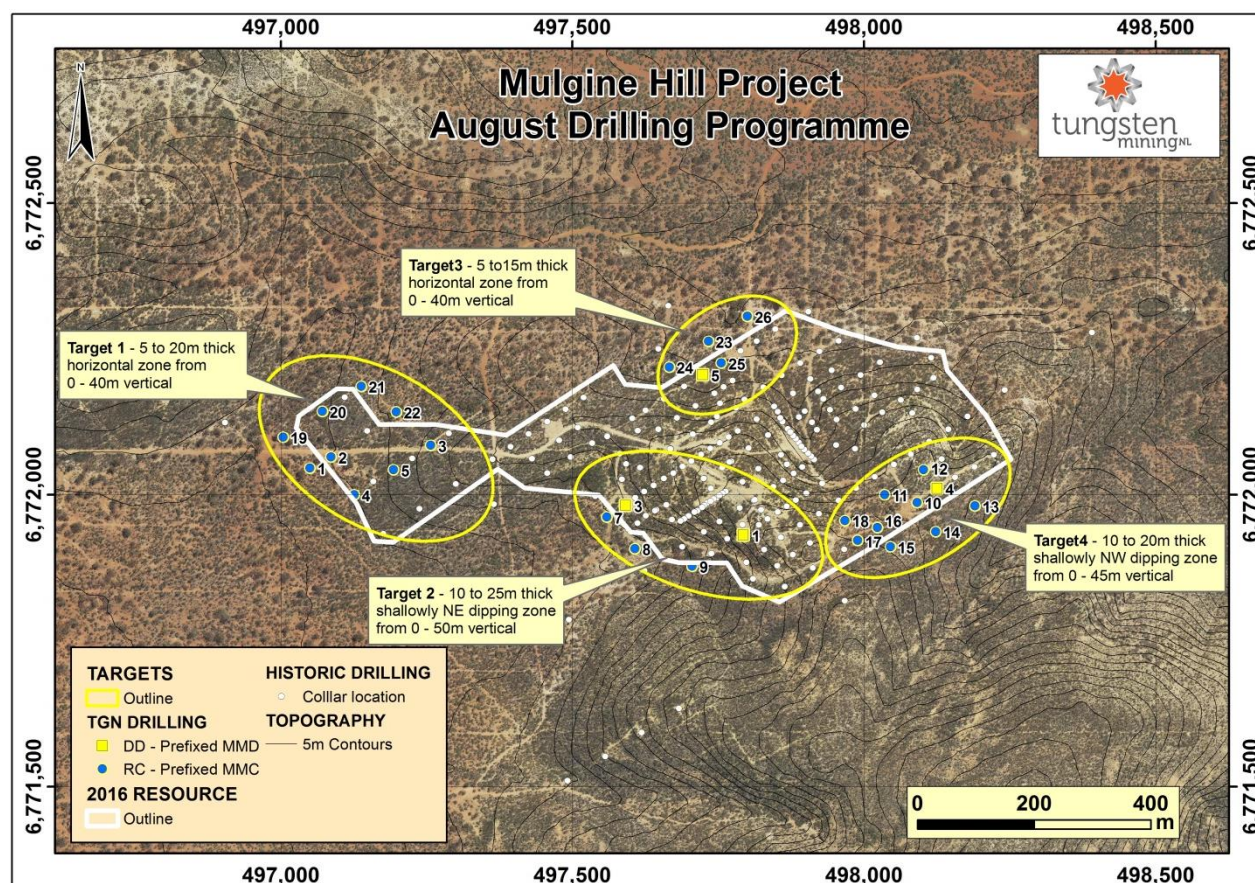 497,000
497,500
498,000
498,500
N
Mulgine Hill Project
August Drilling Programme
tungsten
miningNL
6,772,500
6,772,500
Target3 - 5 to15m thick
horizontal zone from
0 - 40m vertical
Target 1 - 5 to 20m thick
horizontal zone from
0 - 40m vertical
26
23
24
25
5
21
20
22
19
3
2
1
5
4
12
4
11
10
13
18
16
14
17
15
3
7
1
8
9
6,772,000
6,772,000
Target 2 - 10 to 25m thick
shallowly NE dipping zone
from 0 - 50m vertical
Target4 - 10 to 20m thick
shallowly NW dipping zone
from 0 - 45m vertical
TARGETS
Outline
TGN DRILLING
DD - Prefixed MMD
RC - Prefixed MMC
2016 RESOURCE
Outline
HISTORIC DRILLING
Colllar location
TOPOGRAPHY
5m Contours
6,771,500
6,771,500
0 200 400
m
497,000
497,500
498,000
498,500